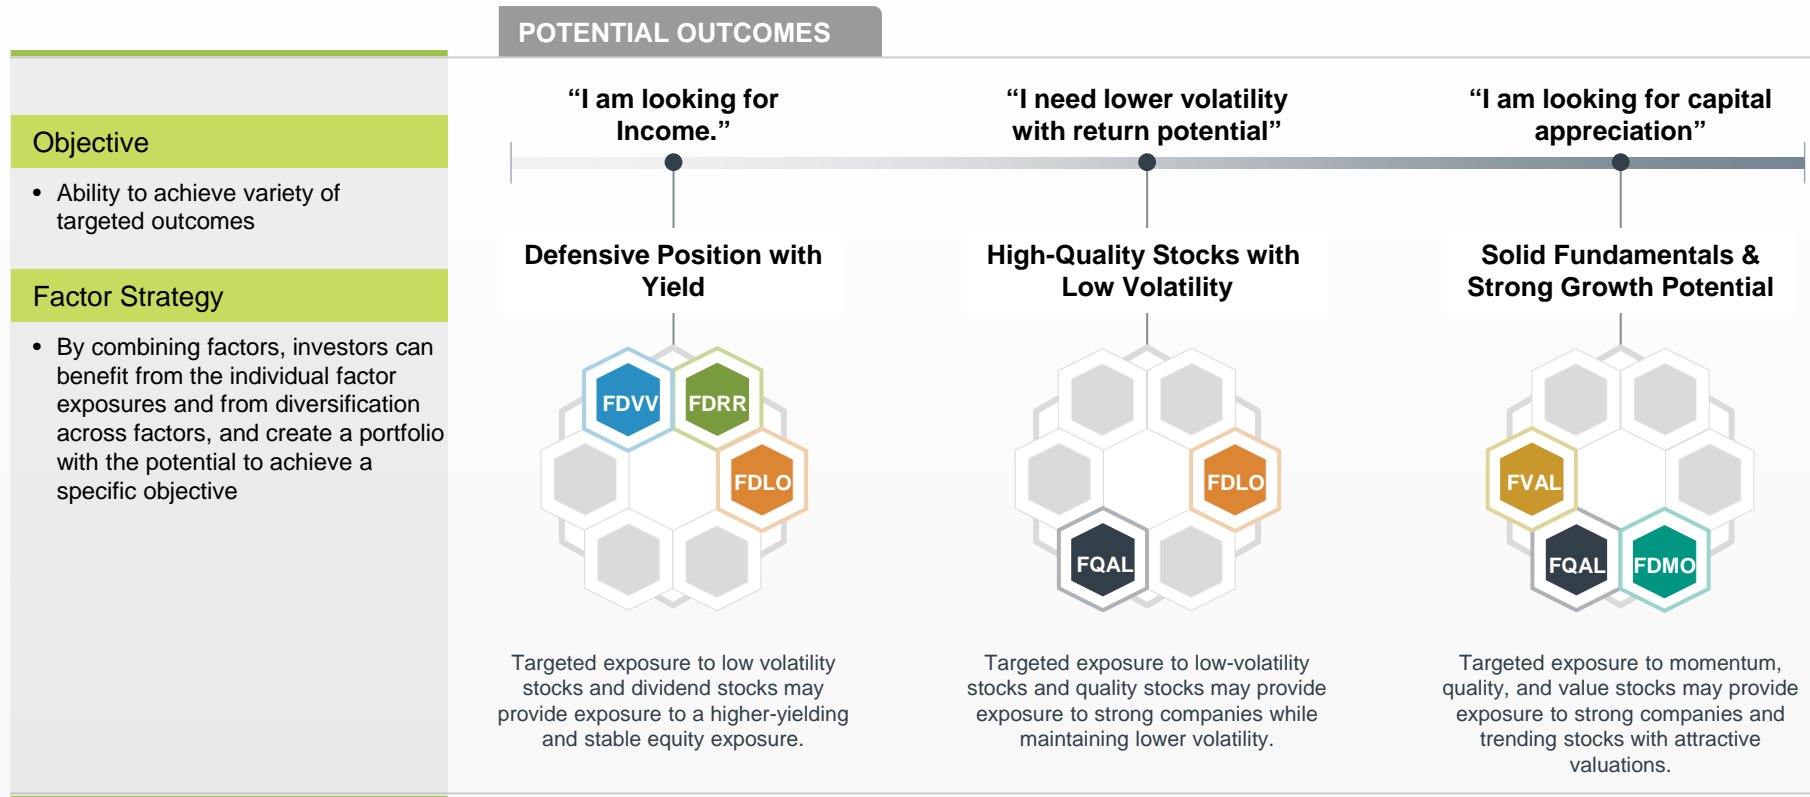 POTENTIAL OUTCOMES
Objective
• Ability to achieve variety of
targeted outcomes
Factor Strategy
• By combining factors, investors can
benefit from the individual factor
exposures and from diversification
across factors, and create a portfolio
with the potential to achieve a
specific objective
“I am looking for
Income.”
Defensive Position with
Yield
FDVV
FDRR
FDLO
Targeted exposure to low volatility
stocks and dividend stocks may
provide exposure to a higher-yielding
and stable equity exposure.
“I need lower volatility
with return potential”
High-Quality Stocks with
Low Volatility
FDLO
FQAL
Targeted exposure to low-volatility
stocks and quality stocks may provide
exposure to strong companies while
maintaining lower volatility.
“I am looking for capital
appreciation”
Solid Fundamentals &
Strong Growth Potential
FVAL
FQAL
FDMO
Targeted exposure to momentum,
quality, and value stocks may provide
exposure to strong companies and
trending stocks with attractive
valuations.